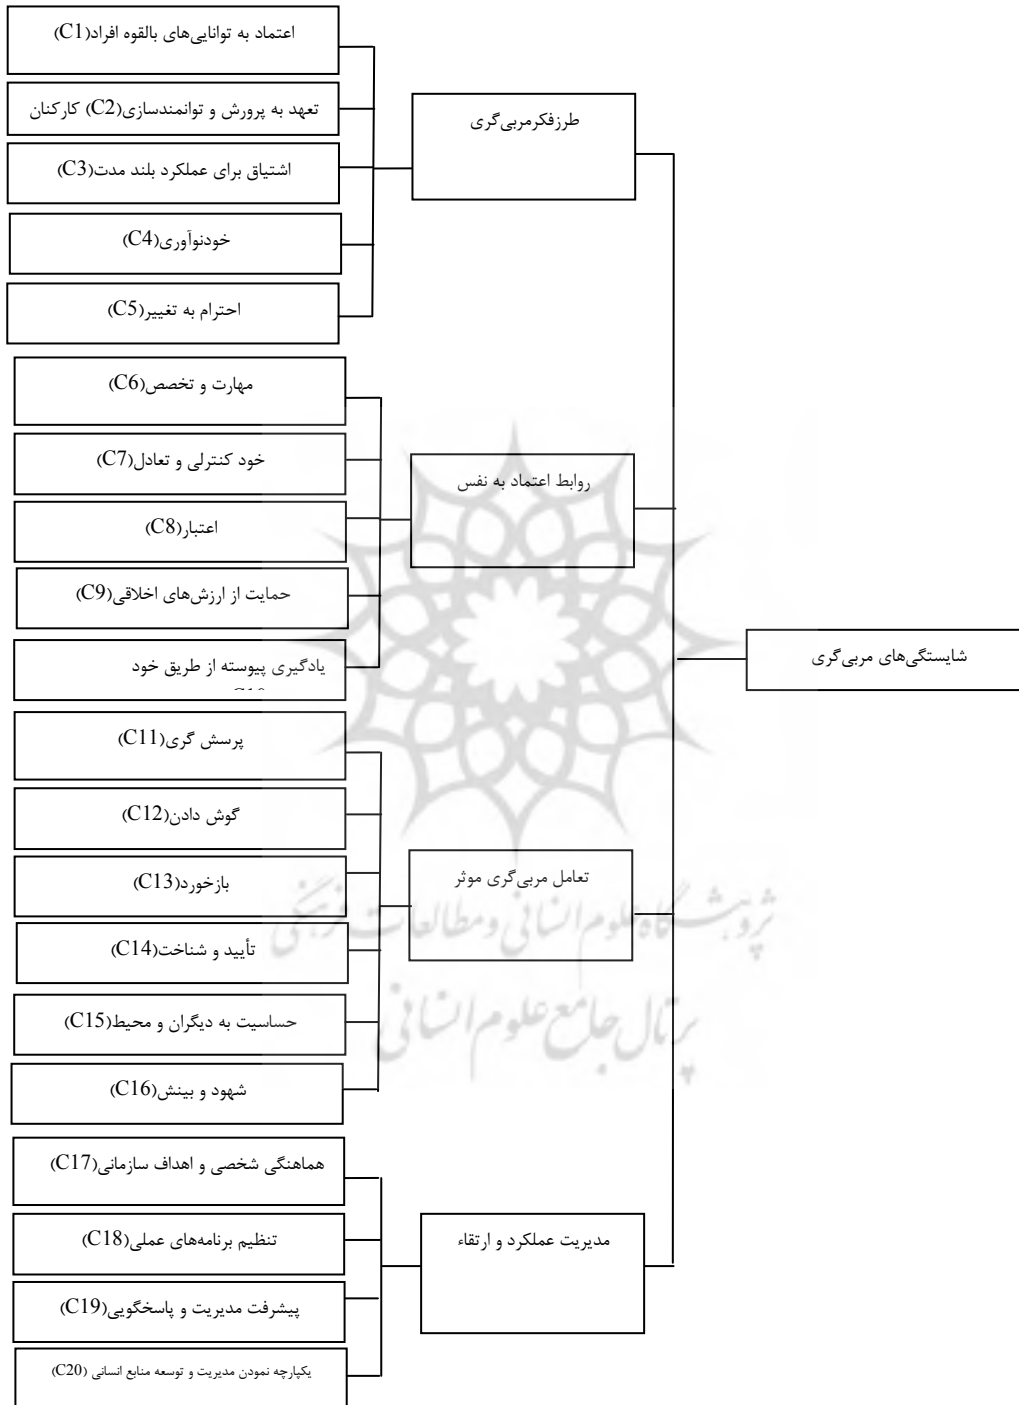 شایستگی‌های مربی‌گری
طرزفکرمربی‌گری
اعتماد به توانایی‌های بالقوه افراد(C1)
تعهد به پرورش و توانمندسازی(C2) کارکنان
اشتیاق برای عملکرد بلند مدت(C3)
خودنوآوری(C4)
احترام به تغییر(C5)
روابط اعتماد به نفس
مهارت و تخصص(C6)
خود کنترلی و تعادل(C7)
اعتبار(C8)
حمایت از ارزش‌های اخلاقی(C9)
یادگیری پیوسته از طریق خود
تعامل مربی‌گری موثر
پرسش گری(C11)
گوش دادن(C12)
بازخورد(C13)
تأیید و شناخت(C14)
حساسیت به دیگران و محیط(C15)
شهود و بینش(C16)
مدیریت عملکرد و ارتقاء
هماهنگی شخصی و اهداف سازمانی(C17)
تنظیم برنامه‌های عملی(C18)
پیشرفت مدیریت و پاسخگویی(C19)
یکپارچه نمودن مدیریت و توسعه منابع انسانی (C20)
پژوهشگاه علوم انسانی و مطالعات فرهنگی
پرتال جامع علوم انسانی